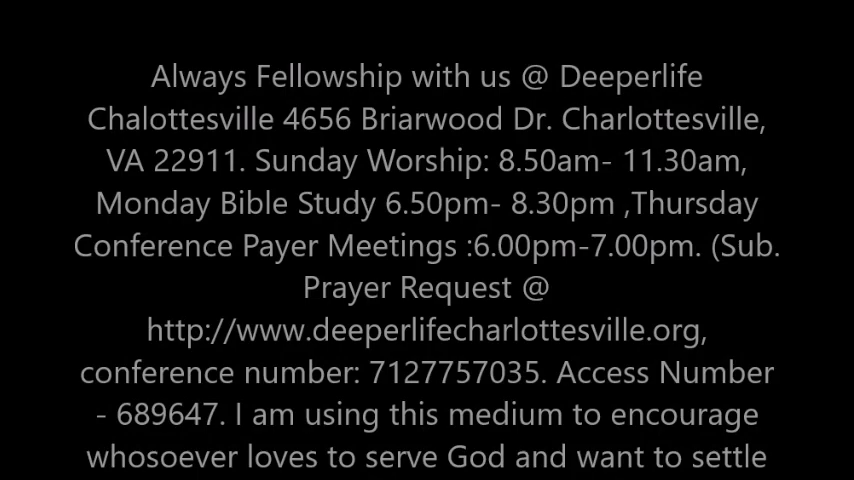 Always Fellowship with us @ Deeperlife
Chalottesville 4656 Briarwood Dr. Charlottesville,
VA 22911. Sunday Worship: 8.50am- 11.30am,
Monday Bible Study 6.50pm- 8.30pm ,Thursday
Conference Payer Meetings :6.00pm-7.00pm. (Sub.
Prayer Request @
http://www.deeperlifecharlottesville.org,
conference number: 7127757035. Access Number
- 689647. I am using this medium to encourage
whosoever loves to serve God and want to settle